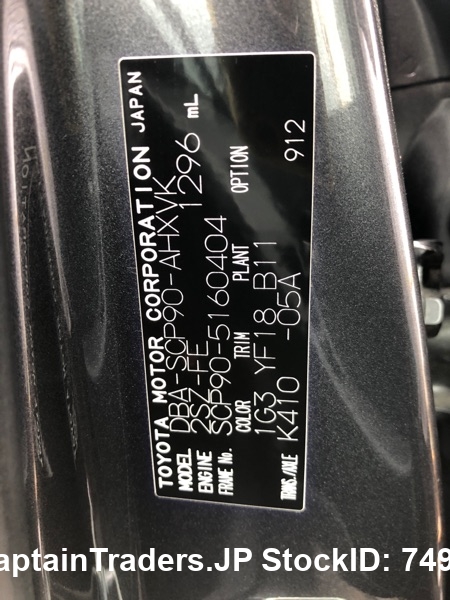 TOYOTA MOTOR CORPORATION JAPAN
MODEL DBA-SCP90-AHXVK
ENGINE 2SZ-FE 1296 mL
FRAME No. SCP90-5160404
COLOR TRIM PLANT OPTION
1G3 YF18 B11 912
TRANS./AXLE K410 -05A
aptainTraders.JP StockID: 749